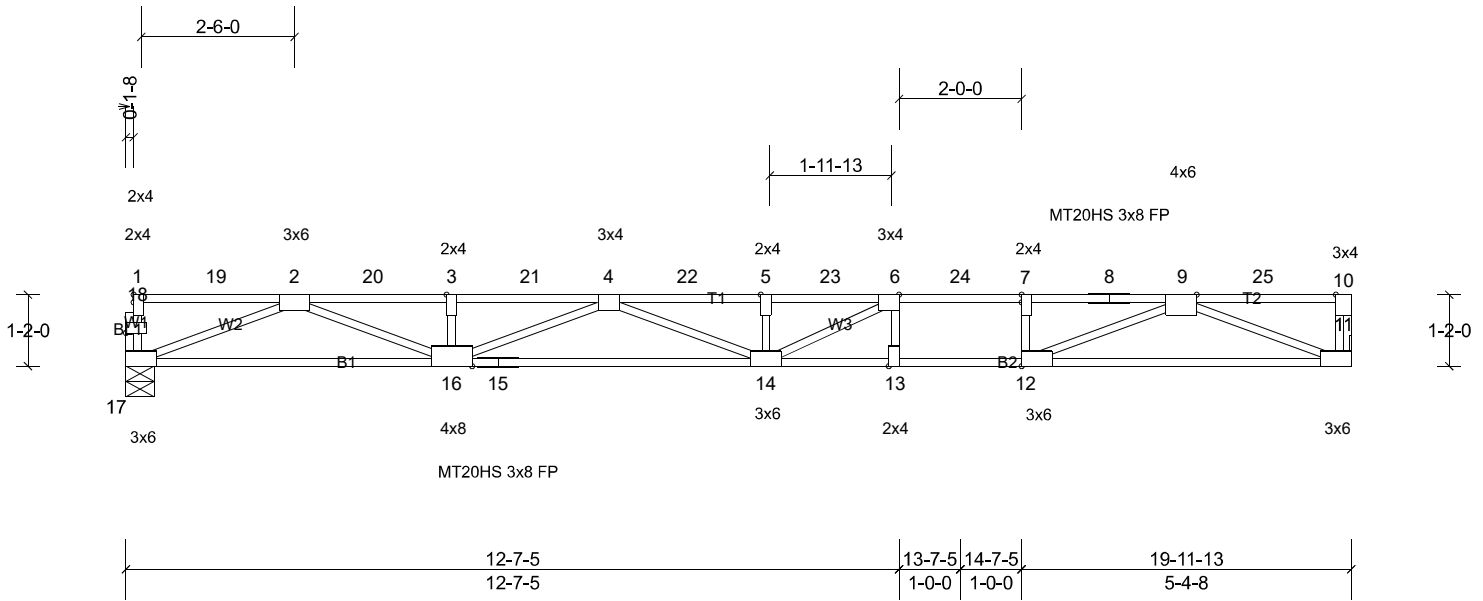 2-6-0
0-1-8
2-0-0
1-11-13
4x6
2x4
MT20HS 3x8 FP
2x4 3x6 2x4 3x4 2x4 3x4 2x4 3x4
1 19 2 20 3 21 4 22 5 23 6 24 7 8 9 25 10
18 T1 T2
1-2-0 W1 W2 W3 11 1-2-0
B1 B2
17 16 15 14 13 12
3x6 4x8 3x6 2x4 3x6 3x6
MT20HS 3x8 FP
12-7-5 13-7-5 14-7-5 19-11-13
12-7-5 1-0-0 1-0-0 5-4-8